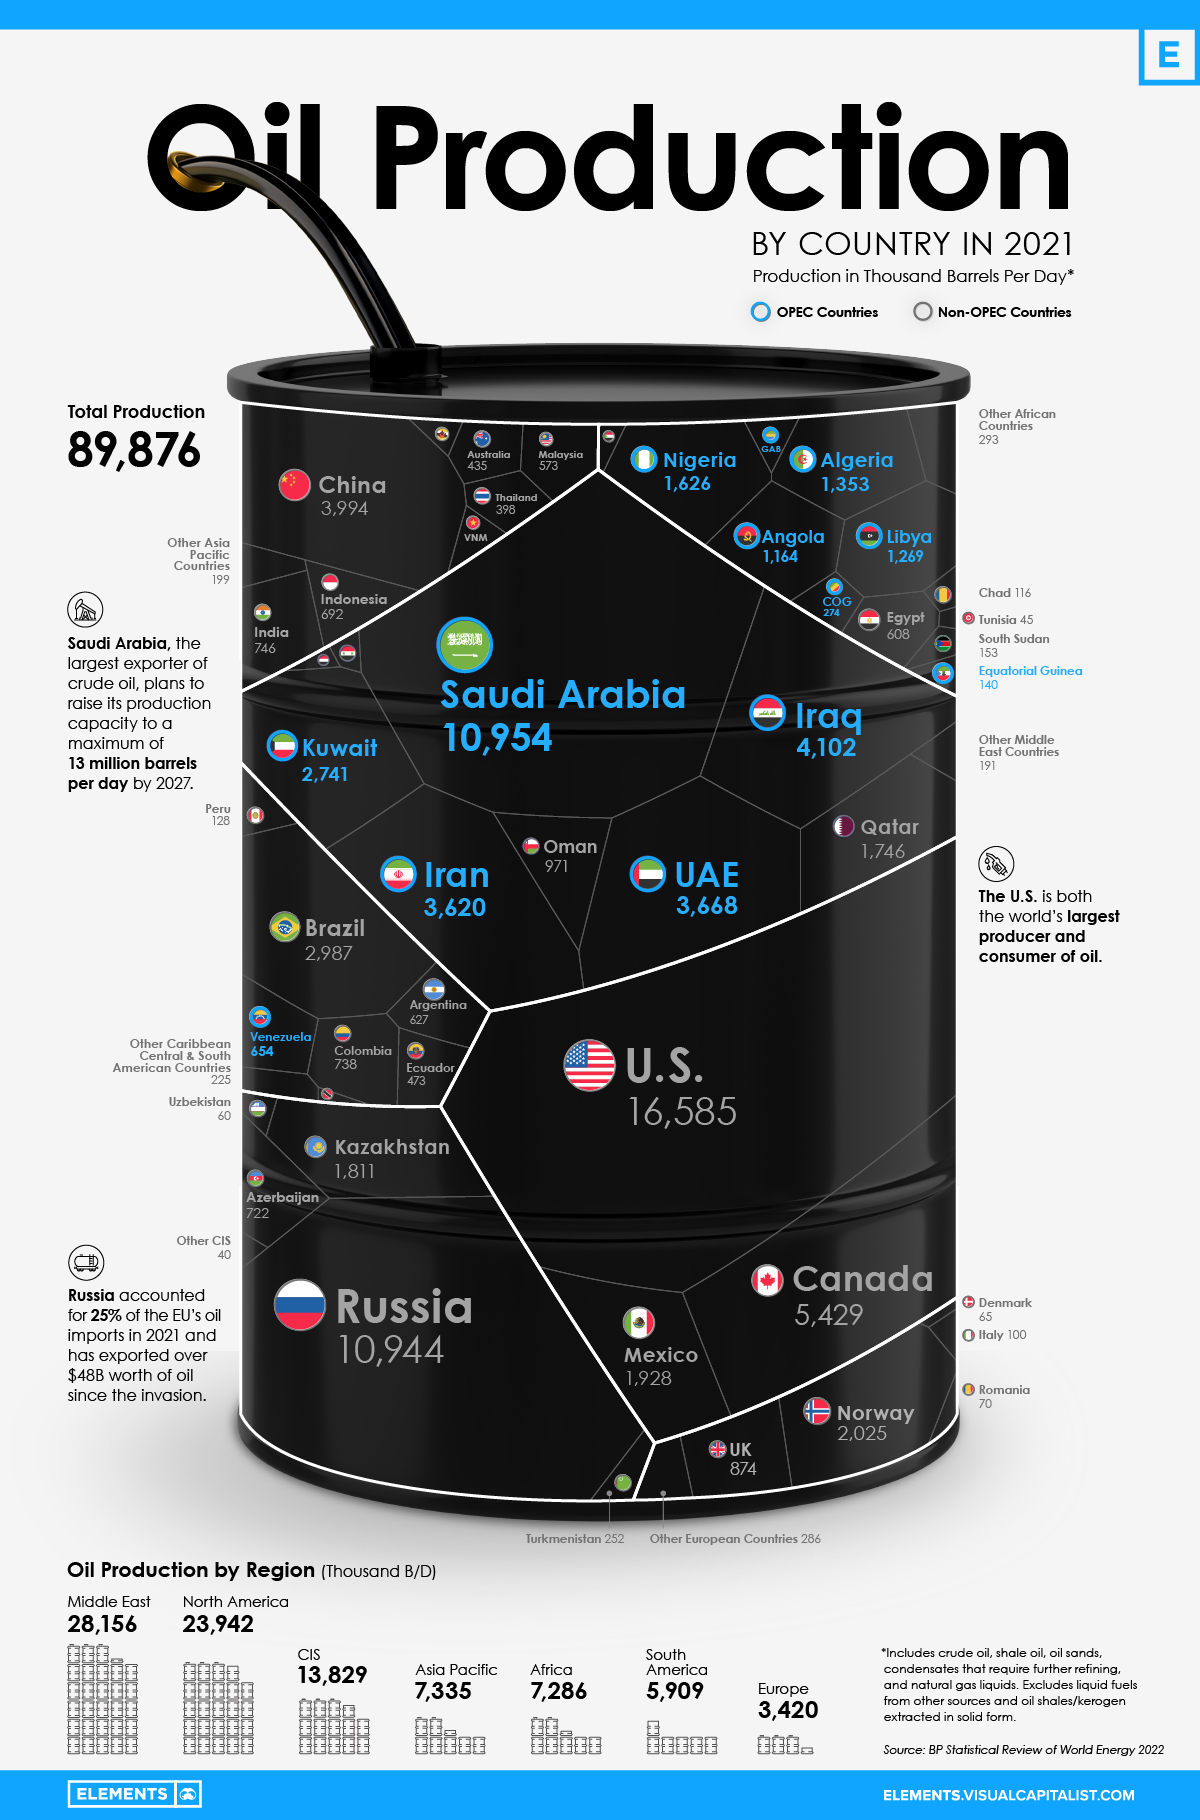 E
Oil Production
BY COUNTRY IN 2021
Production in Thousand Barrels Per Day*
OPEC Countries
Non-OPEC Countries
Total Production
89,876
China
3,994
Australia
435
Malaysia
573
Thailand
398
VNM
Other Asia
Pacific
Countries
199
Indonesia
692
India
746
Nigeria
1,626
GAB
Algeria
1,353
Angola
1,164
Libya
1,269
COG
274
Egypt
608
Other African
Countries
293
Chad 116
Tunisia 45
South Sudan
153
Equatorial Guinea
140
Saudi Arabia, the
largest exporter of
crude oil, plans to
raise its production
capacity to a
maximum of
13 million barrels
per day by 2027.
Saudi Arabia
10,954
Iraq
4,102
Kuwait
2,741
Other Middle
East Countries
191
Qatar
1,746
Oman
971
Iran
3,620
UAE
3,668
The U.S. is both
the world's largest
producer and
consumer of oil.
Peru
128
Brazil
2,987
Argentina
627
Venezuela
654
Colombia
738
Ecuador
473
Other Caribbean
Central & South
American Countries
225
U.S.
16,585
Uzbekistan
60
Kazakhstan
1,811
Azerbaijan
722
Other CIS
40
Russia accounted
for 25% of the EU's oil
imports in 2021 and
has exported over
$48B worth of oil
since the invasion.
Russia
10,944
Canada
5,429
Mexico
1,928
Denmark
65
Italy 100
Romania
70
Norway
2,025
UK
874
Turkmenistan 252
Other European Countries 286
Oil Production by Region (Thousand B/D)
Middle East
28,156
North America
23,942
CIS
13,829
Asia Pacific
7,335
Africa
7,286
South
America
5,909
Europe
3,420
*Includes crude oil, shale oil, oil sands,
condensates that require further refining,
and natural gas liquids. Excludes liquid fuels
from other sources and oil shales/kerogen
extracted in solid form.
Source: BP Statistical Review of World Energy 2022
ELEMENTS
ELEMENTS.VISUALCAPITALIST.COM